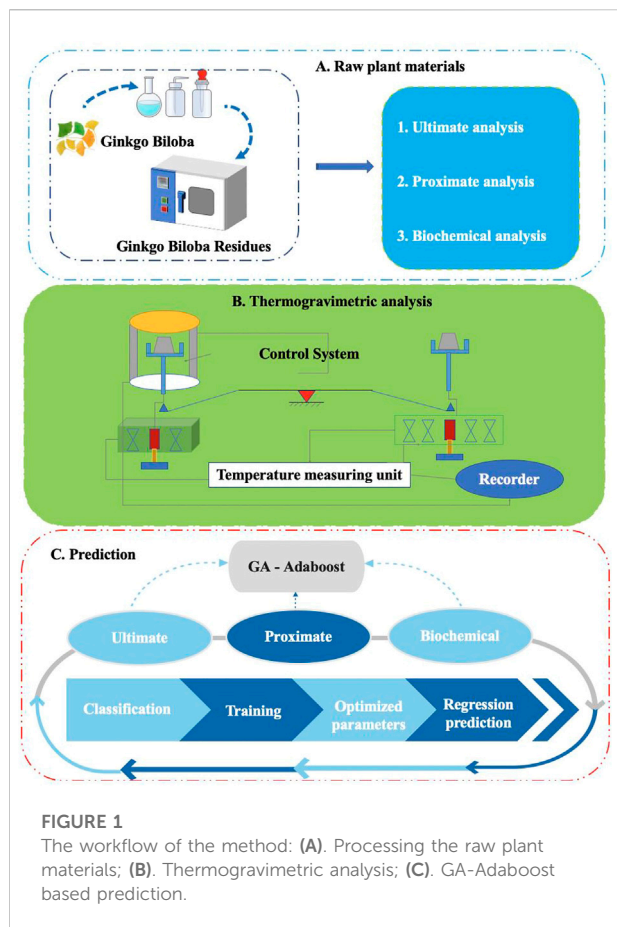 A. Raw plant materials
Ginkgo Biloba
Ginkgo Biloba Residues
1. Ultimate analysis
2. Proximate analysis
3. Biochemical analysis
B. Thermogravimetric analysis
Control System
Temperature measuring unit
Recorder
C. Prediction
GA - Adaboost
Ultimate
Proximate
Biochemical
Classification
Training
Optimized
parameters
Regression
prediction
FIGURE 1
The workflow of the method: (A). Processing the raw plant
materials; (B). Thermogravimetric analysis; (C). GA-Adaboost
based prediction.